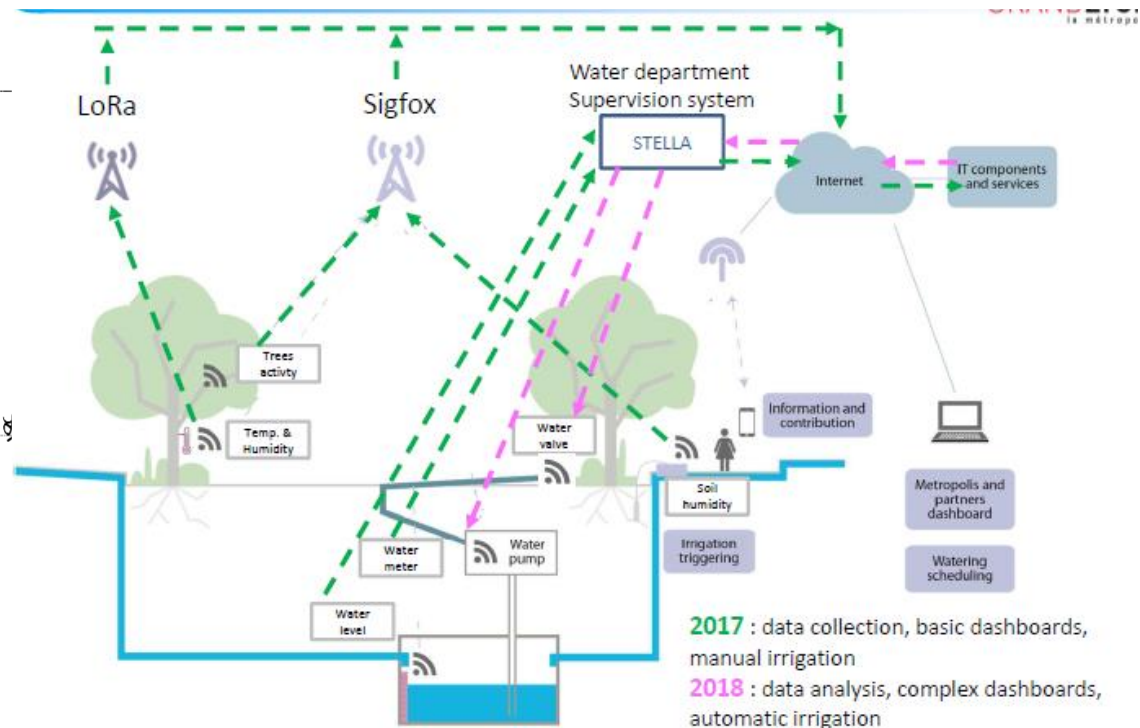 la métropo
Water department
Supervision system
LoRa
Sigfox
STELLA
Internet
IT components
and services
Trees
activty
Temp. &
Humidity
Water
valve
Information and
contribution
Soil
humidity
Metropolis and
partners
dashboard
Water
meter
Water
pump
Irrigation
triggering
Watering
scheduling
Water
level
2017 : data collection, basic dashboards,
manual irrigation
2018 : data analysis, complex dashboards,
automatic irrigation